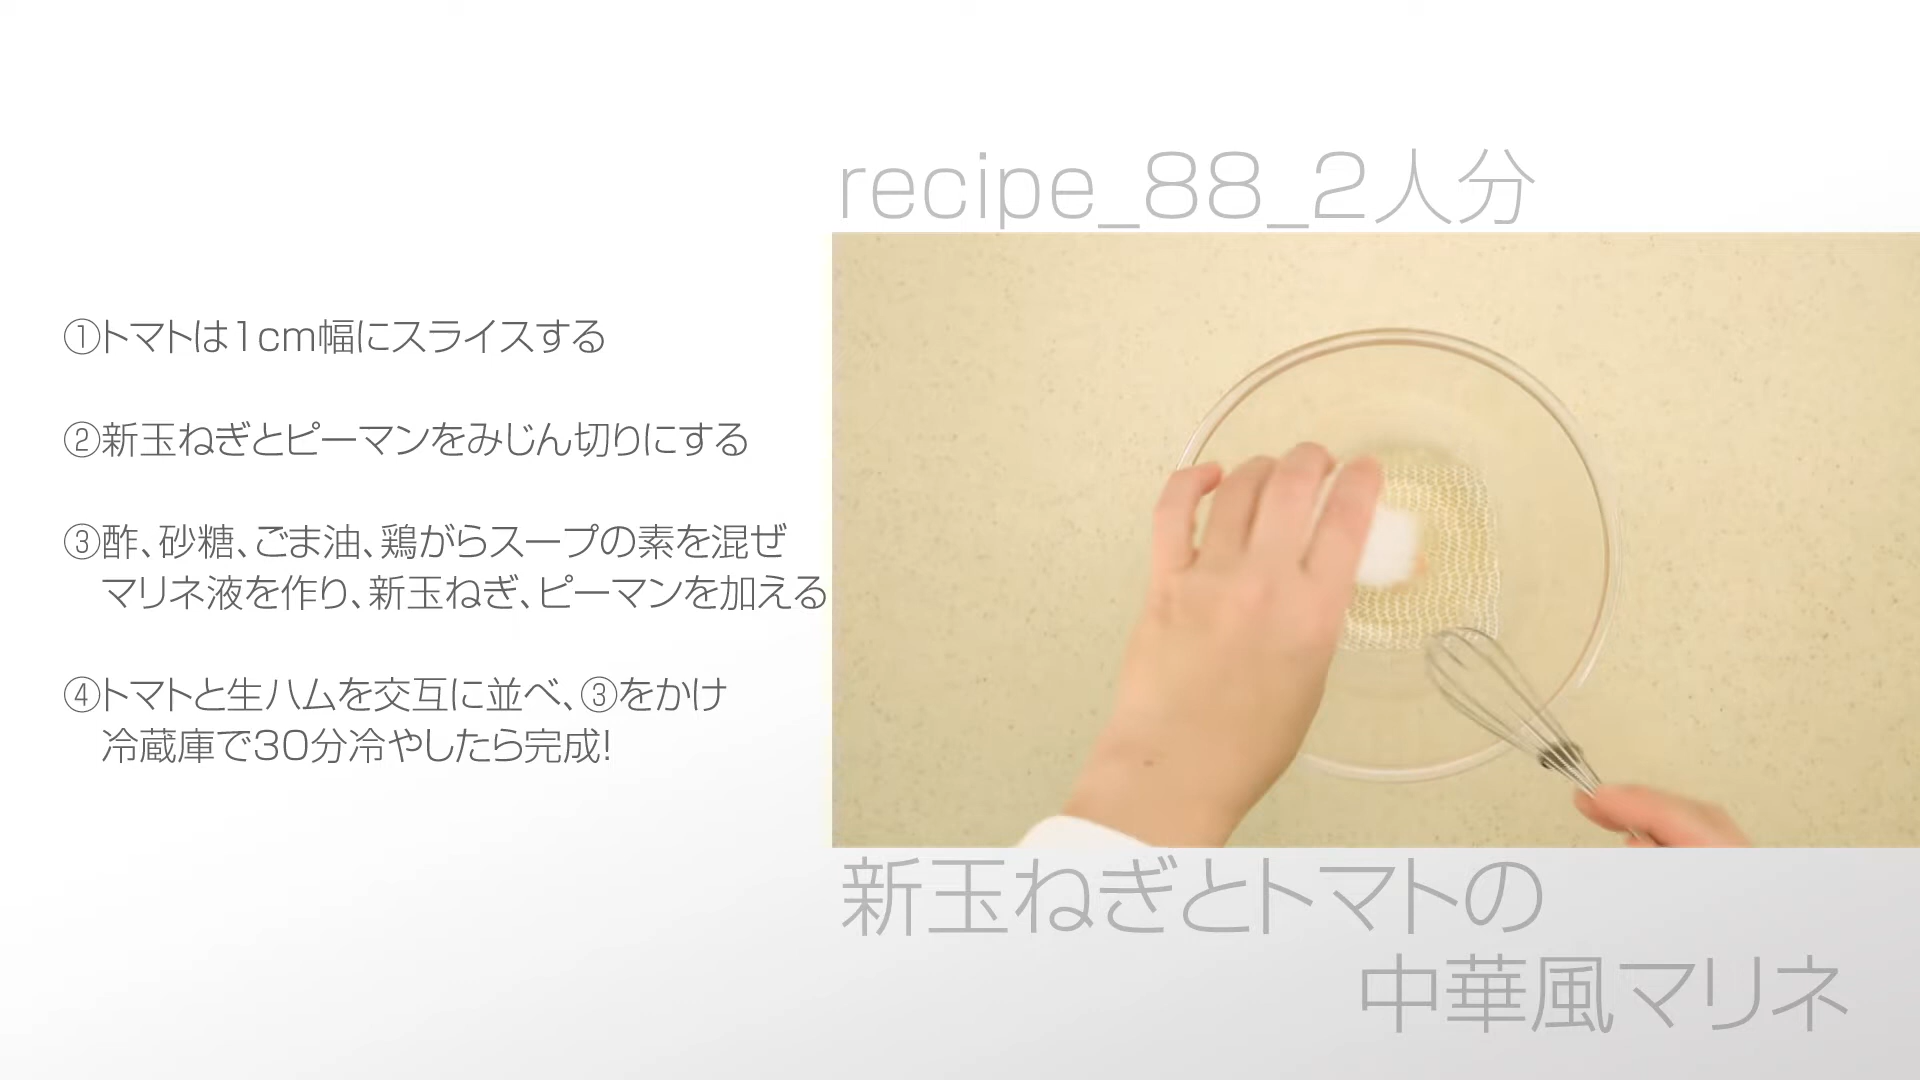 recipe_88_2人分
①トマトは1cm幅にスライスする
②新玉ねぎとピーマンをみじん切りにする
③酢、砂糖、ごま油、鶏がらスープの素を混ぜ
マリネ液を作り、新玉ねぎ、ピーマンを加える
④トマトと生ハムを交互に並べ、③をかけ
冷蔵庫で30分冷やしたら完成!
新玉ねぎとトマトの
中華風マリネ